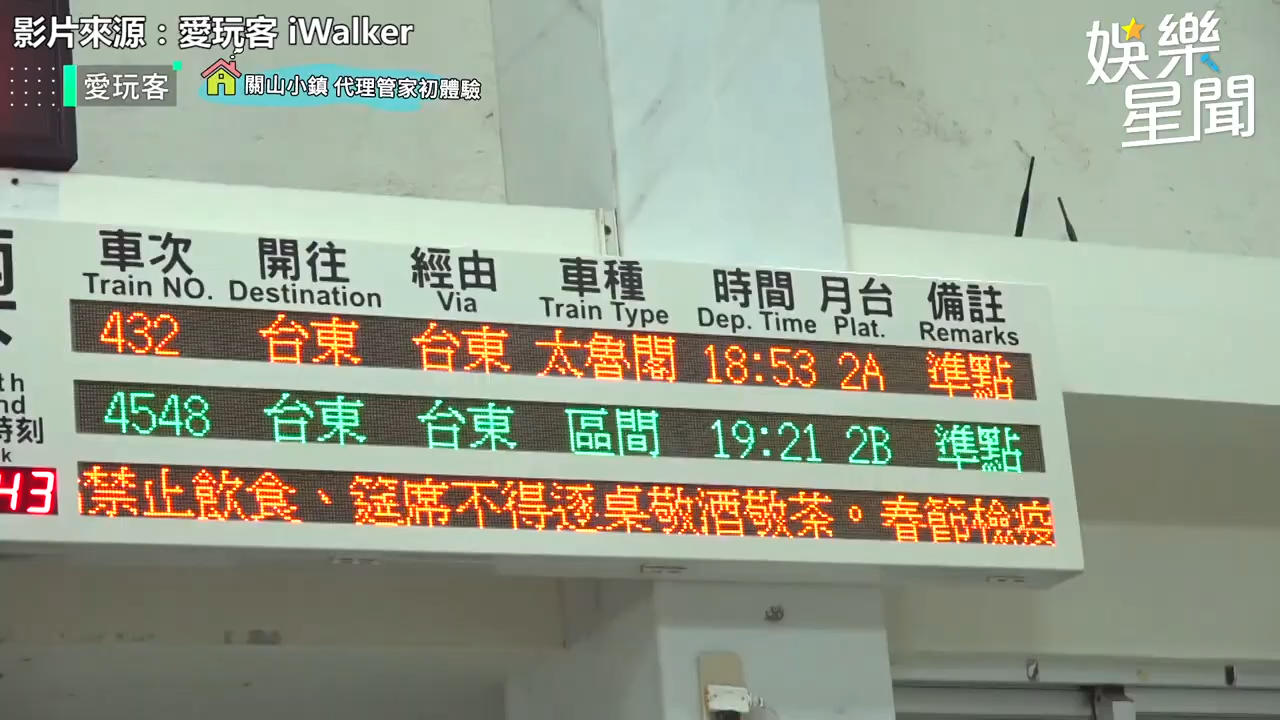 影片來源：愛玩客 iWalker
愛玩客
關山小鎮 代理管家初體驗
娛樂
星聞
車次 開往 經由 車種 時間 月台 備註
Train NO. Destination Via Train Type Dep. Time Plat. Remarks
432 台東 台東 太魯閣 18:53 2A 準點
4548 台東 台東 區間 19:21 2B 準點
時刻
43
禁止飲食、筵席不得逐桌敬酒敬茶。春節檢疫